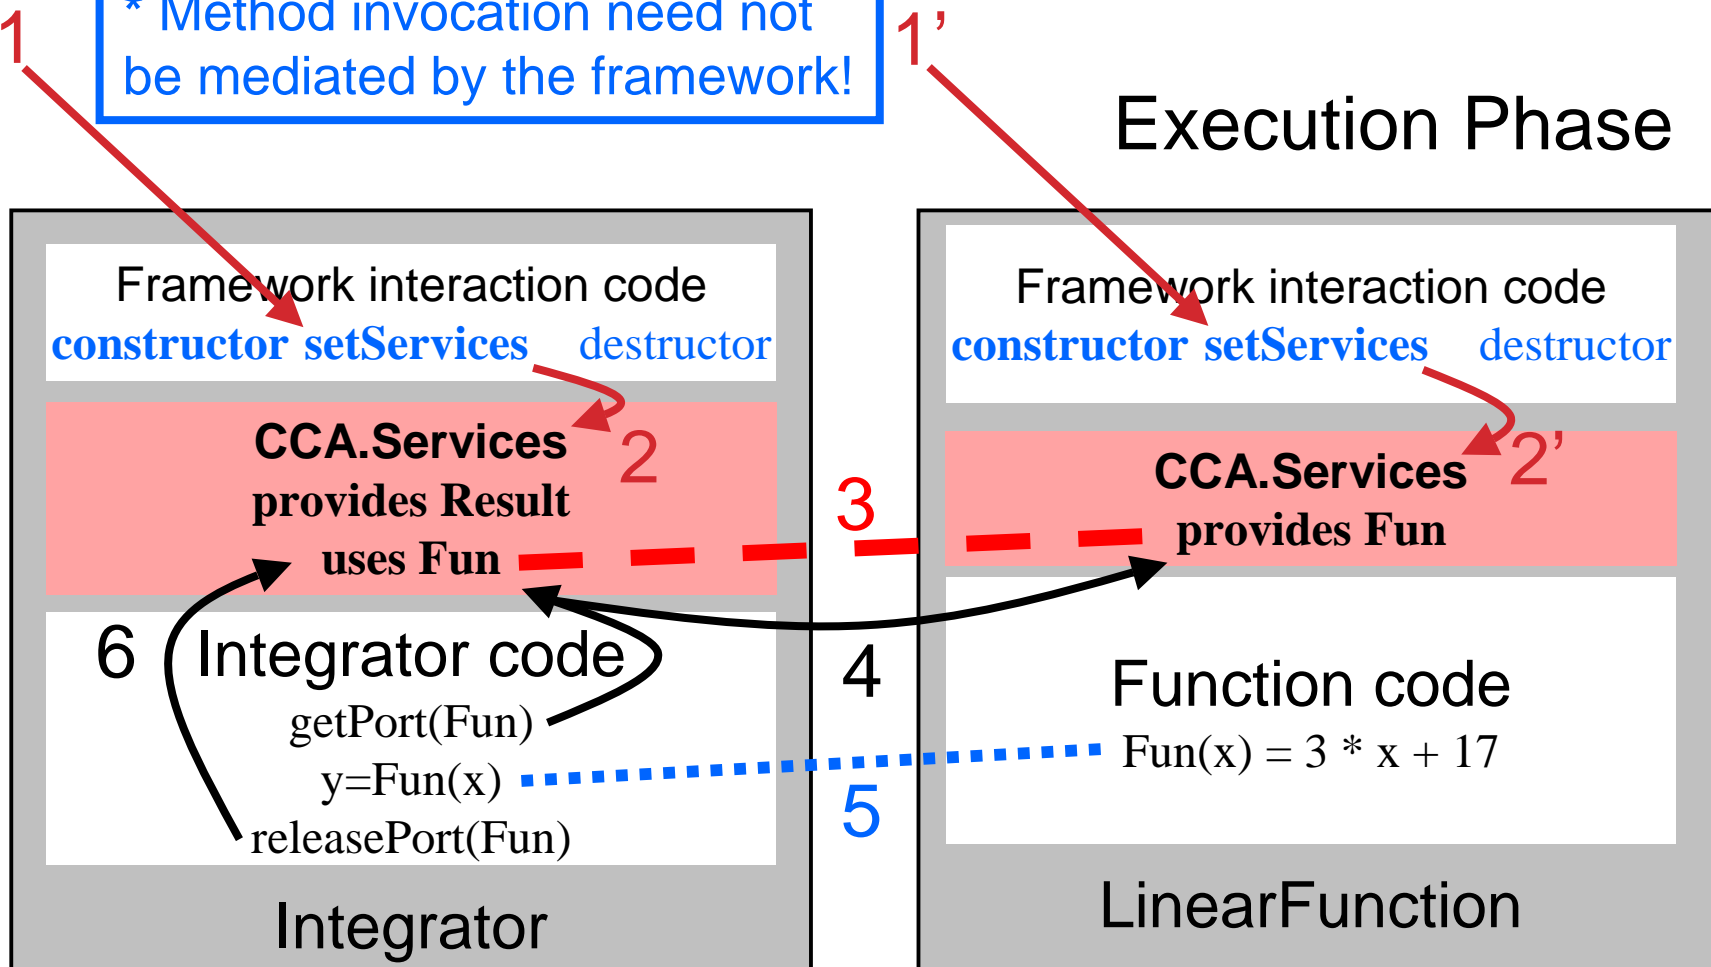 * Method invocation need not
be mediated by the framework!
1
1’
Execution Phase
Framework interaction code
constructor setServices destructor
CCA.Services
provides Result
uses Fun
2
3
6
Integrator code
getPort(Fun)
y=Fun(x)
releasePort(Fun)
4
5
Integrator
Framework interaction code
constructor setServices destructor
CCA.Services
provides Fun
2’
Function code
Fun(x) = 3 * x + 17
LinearFunction